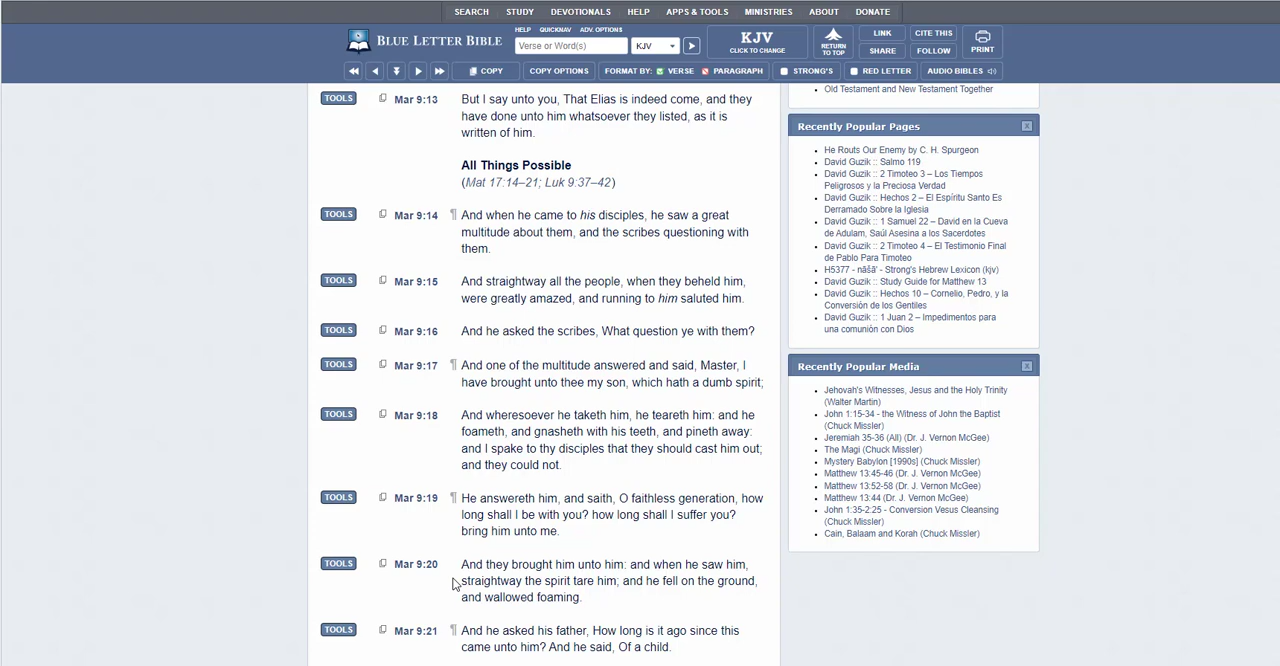 SEARCH STUDY DEVOTIONALS HELP APPS & TOOLS MINISTRIES ABOUT DONATE
BLUE LETTER BIBLE
HELP QUICKNAV ADV. OPTIONS
Verse or Word(s) KJV
KJV
CLICK TO CHANGE
RETURN
TO TOP
LINK CITE THIS
SHARE FOLLOW
PRINT
COPY COPY OPTIONS FORMAT BY: VERSE PARAGRAPH STRONG'S RED LETTER AUDIO BIBLES
TOOLS Mar 9:13 But I say unto you, That Elias is indeed come, and they
have done unto him whatsoever they listed, as it is
written of him.
All Things Possible
(Mat 17:14–21; Luk 9:37–42)
TOOLS Mar 9:14 ¶ And when he came to his disciples, he saw a great
multitude about them, and the scribes questioning with
them.
TOOLS Mar 9:15 And straightway all the people, when they beheld him,
were greatly amazed, and running to him saluted him.
TOOLS Mar 9:16 And he asked the scribes, What question ye with them?
TOOLS Mar 9:17 ¶ And one of the multitude answered and said, Master, I
have brought unto thee my son, which hath a dumb spirit;
TOOLS Mar 9:18 And wheresoever he taketh him, he teareth him: and he
foameth, and gnasheth with his teeth, and pineth away:
and I spake to thy disciples that they should cast him out;
and they could not.
TOOLS Mar 9:19 ¶ He answereth him, and saith, O faithless generation, how
long shall I be with you? how long shall I suffer you?
bring him unto me.
TOOLS Mar 9:20 And they brought him unto him: and when he saw him,
straightway the spirit tare him; and he fell on the ground,
and wallowed foaming.
TOOLS Mar 9:21 ¶ And he asked his father, How long is it ago since this
came unto him? And he said, Of a child.
Old Testament and New Testament Together
Recently Popular Pages x
He Routs Our Enemy by C. H. Spurgeon
David Guzik :: Salmo 119
David Guzik :: 2 Timoteo 3 – Los Tiempos
Peligrosos y la Preciosa Verdad
David Guzik :: Hechos 2 – El Espíritu Santo Es
Derramado Sobre la Iglesia
David Guzik :: 1 Samuel 22 – David en la Cueva
de Adulam, Saúl Asesina a los Sacerdotes
David Guzik :: 2 Timoteo 4 – El Testimonio Final
de Pablo Para Timoteo
H5377 - nāšā' - Strong's Hebrew Lexicon (kjv)
David Guzik :: Study Guide for Matthew 13
David Guzik :: Hechos 10 – Cornelio, Pedro, y la
Conversión de los Gentiles
David Guzik :: 1 Juan 2 – Impedimentos para
una comunión con Dios
Recently Popular Media x
Jehovah's Witnesses, Jesus and the Holy Trinity
(Walter Martin)
John 1:15-34 - the Witness of John the Baptist
(Chuck Missler)
Jeremiah 35-36 (All) (Dr. J. Vernon McGee)
The Magi (Chuck Missler)
Mystery Babylon [1990s] (Chuck Missler)
Matthew 13:45-46 (Dr. J. Vernon McGee)
Matthew 13:52-58 (Dr. J. Vernon McGee)
Matthew 13:44 (Dr. J. Vernon McGee)
John 1:35-2:25 - Conversion Vesus Cleansing
(Chuck Missler)
Cain, Balaam and Korah (Chuck Missler)